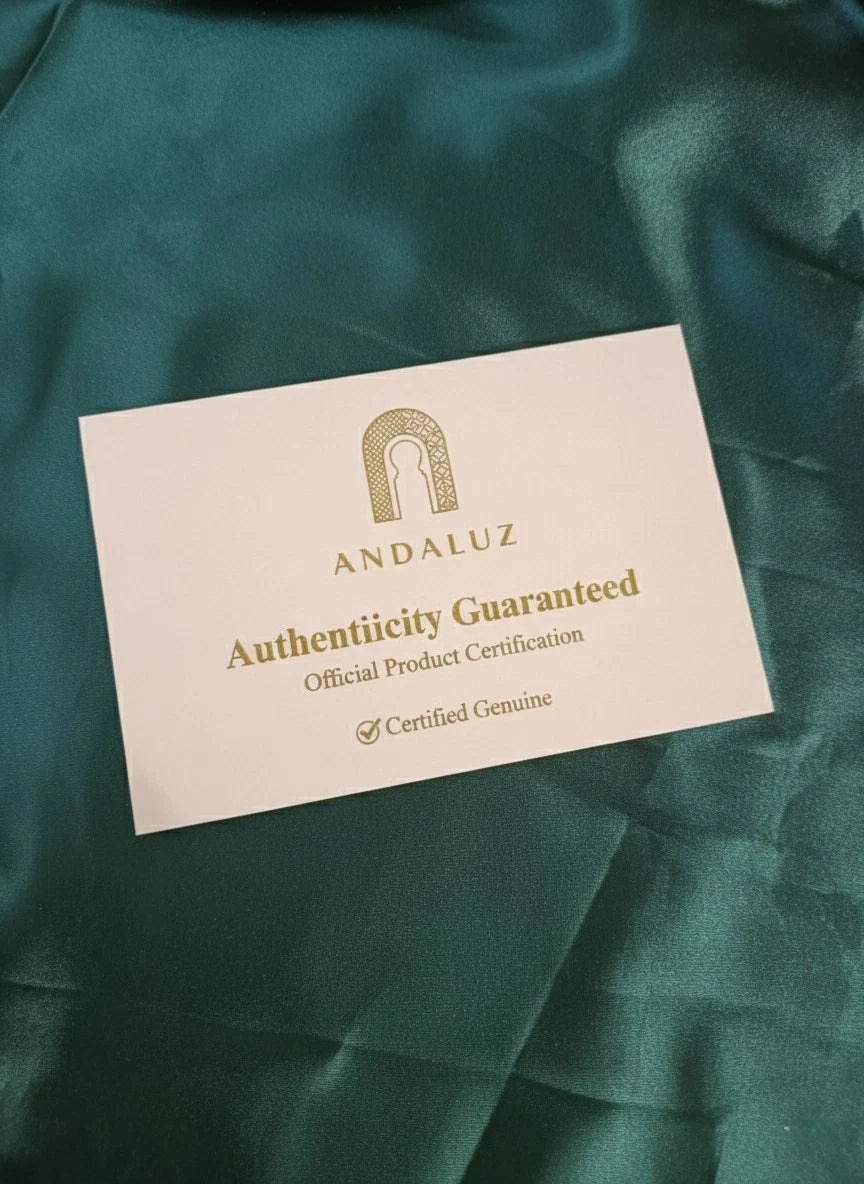 ANDALUZ
Authentiicity Guaranteed
Official Product Certification
Certified Genuine